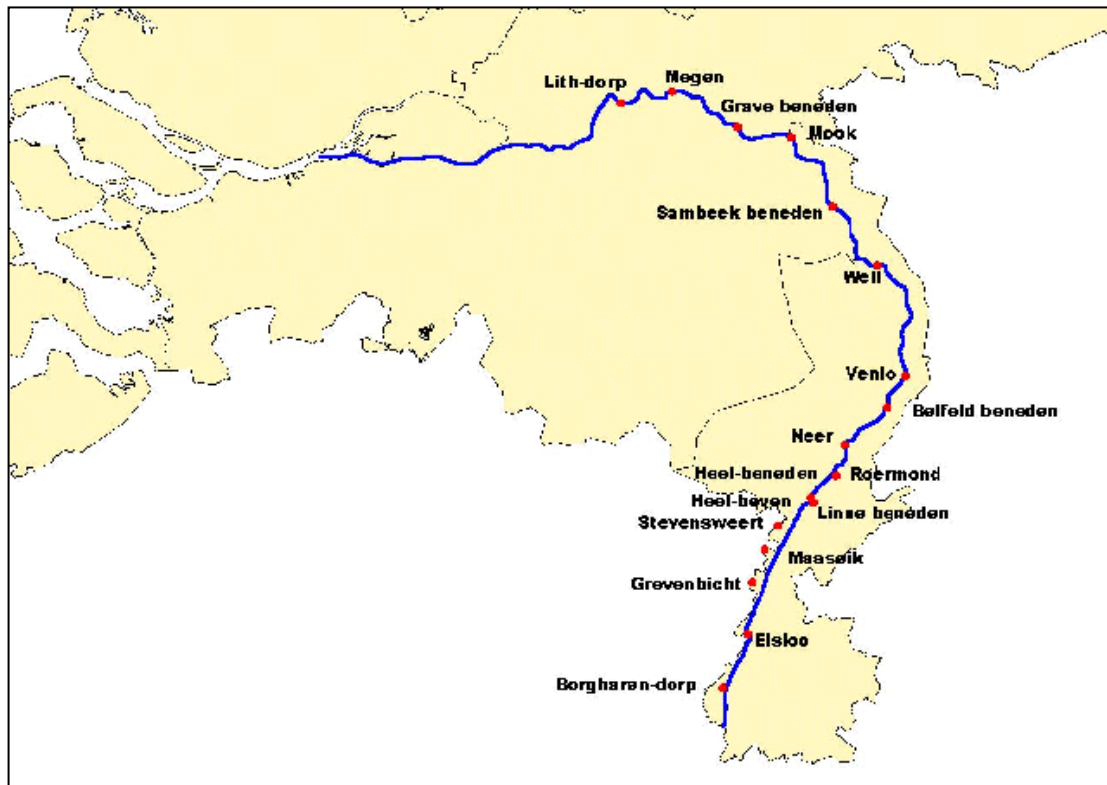 Lith-dorp
Megen
Grave beneden
Mook
Sambeek beneden
Well
Venlo
Belfeld beneden
Neer
Heel-beneden
Roermond
Heel-boven
Linne beneden
Stevensweert
Maaseik
Grevenbicht
Elsloo
Borgharen-dorp